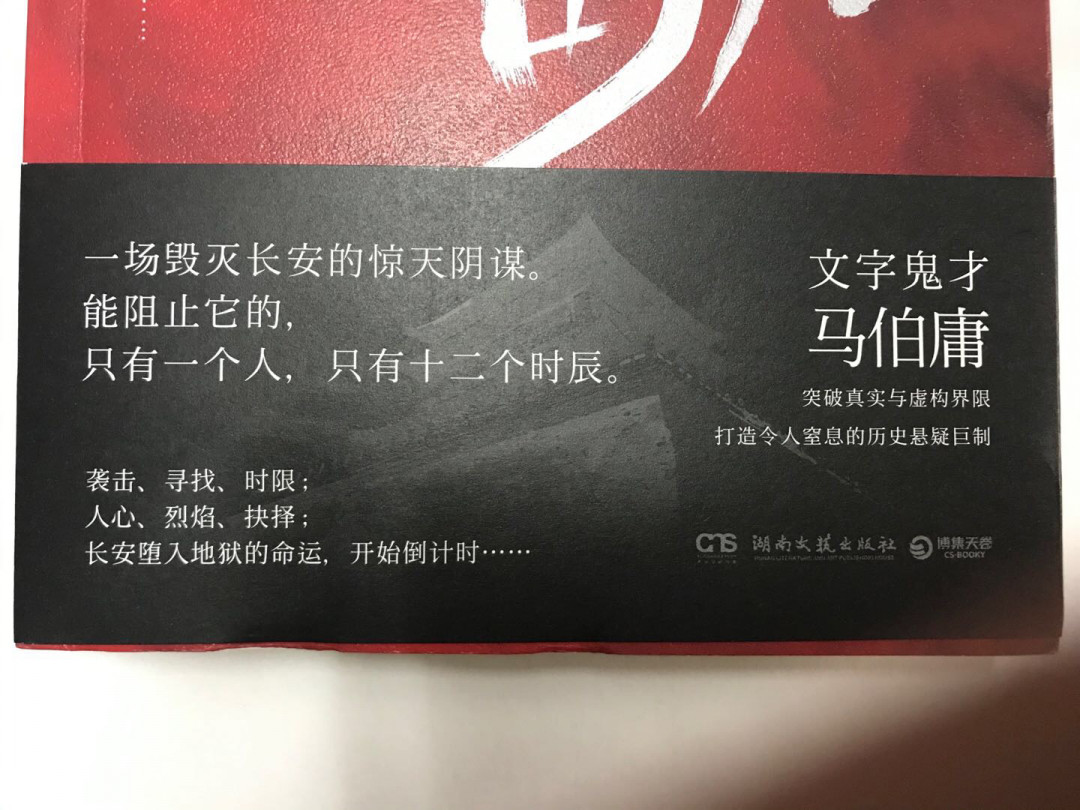 一场毁灭长安的惊天阴谋。
能阻止它的，
只有一个人，只有十二个时辰。
袭击、寻找、时限；
人心、烈焰、抉择；
长安堕入地狱的命运，开始倒计时……
文字鬼才
马伯庸
突破真实与虚构界限
打造令人窒息的历史悬疑巨制
湖南文艺出版社
博集天卷
CS-BOOKY